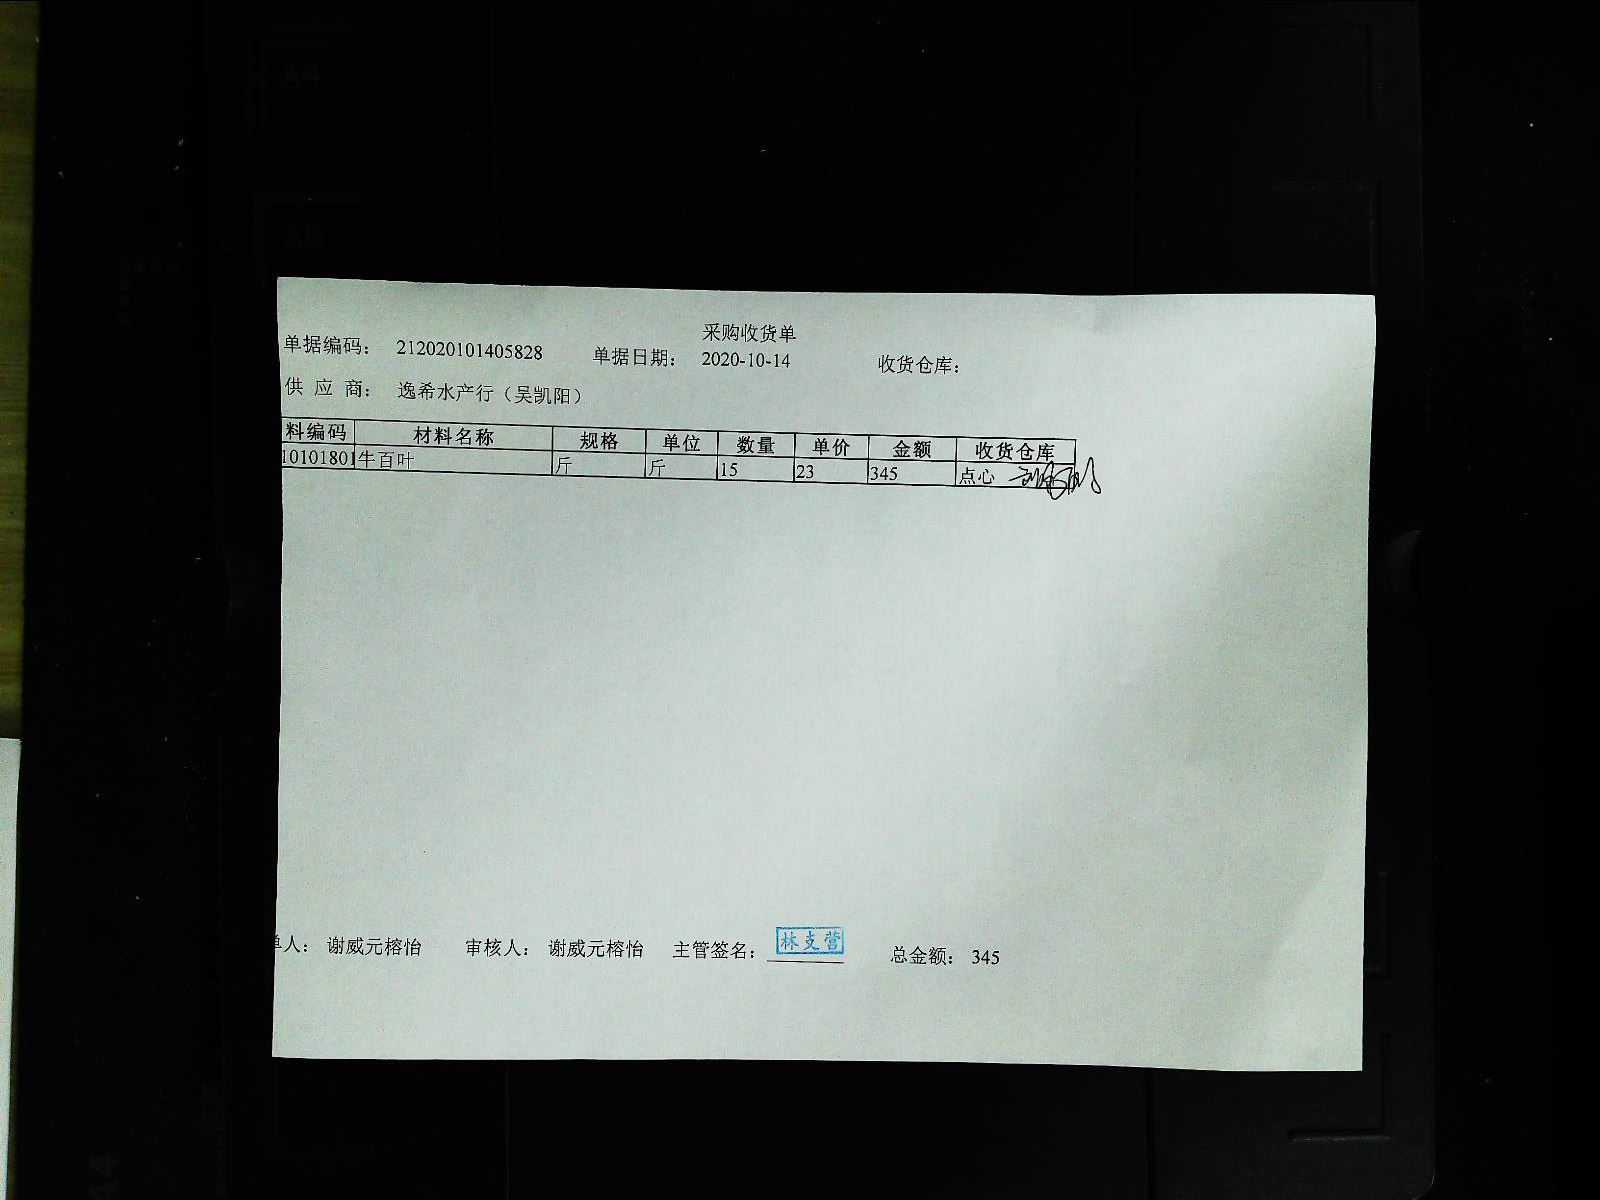 采购收货单
单据编码： 212020101405828 单据日期： 2020-10-14 收货仓库：
供 应 商： 逸希水产行（吴凯阳）
料编码 材料名称 规格 单位 数量 单价 金额 收货仓库
10101801 牛百叶 斤 斤 15 23 345 点心
单人： 谢威元榕怡 审核人： 谢威元榕怡 主管签名： 林支营 总金额： 345
A4
A5